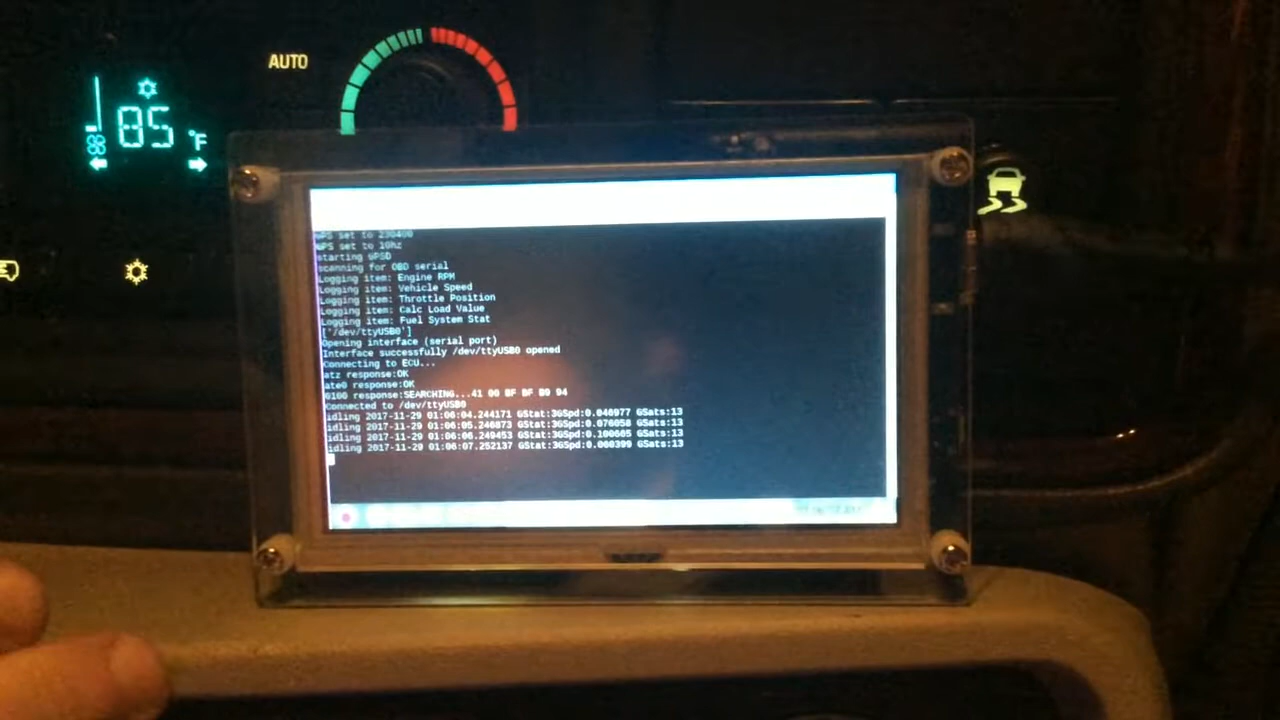 AUTO
85 °F
GPS set to 230400
GPS set to 10hz
starting GPSD
scanning for OBD serial
Logging item: Engine RPM
Logging item: Vehicle Speed
Logging item: Throttle Position
Logging item: Calc Load Value
Logging item: Fuel System Stat
['/dev/ttyUSB0']
Opening interface (serial port)
Interface successfully /dev/ttyUSB0 opened
Connecting to ECU...
atz response:OK
ate0 response:OK
0100 response:SEARCHING...41 00 BF BF B9 94
Connected to /dev/ttyUSB0
idling 2017-11-29 01:06:04.244171 GStat:3GSpd:0.046977 GSats:13
idling 2017-11-29 01:06:05.246873 GStat:3GSpd:0.076058 GSats:13
idling 2017-11-29 01:06:06.249453 GStat:3GSpd:0.100605 GSats:13
idling 2017-11-29 01:06:07.252137 GStat:3GSpd:0.060399 GSats:13